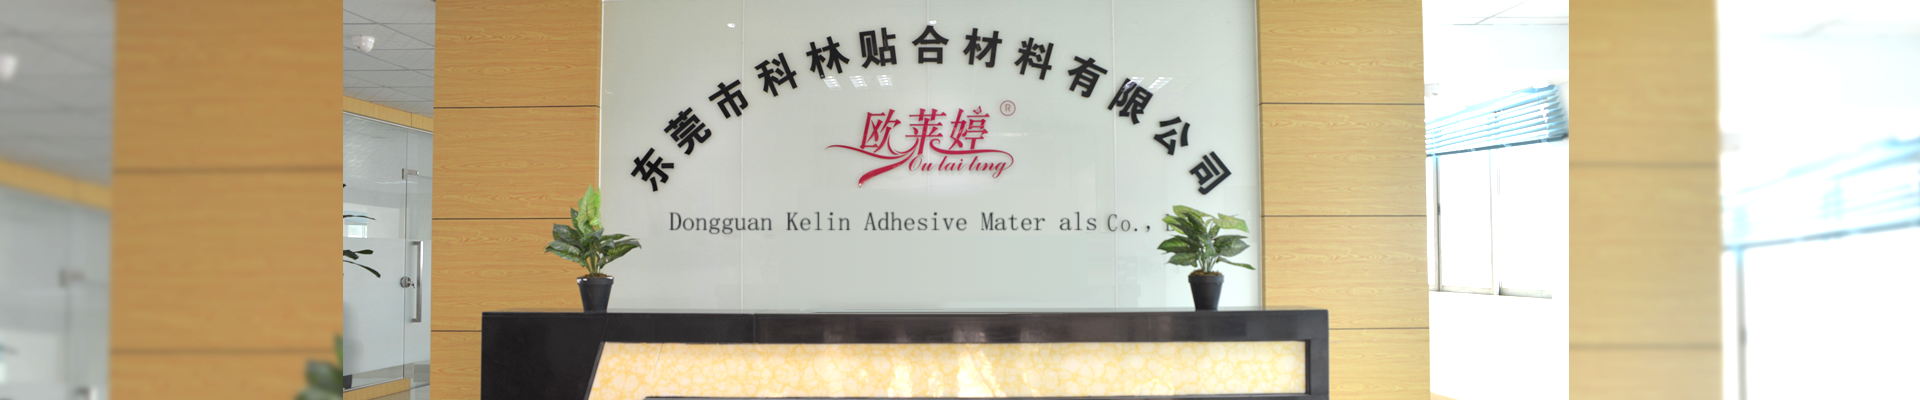 东莞市科林贴合材料有限公司
欧莱婷®
Ou lai ting
Dongguan Kelin Adhesive Mater als Co.,